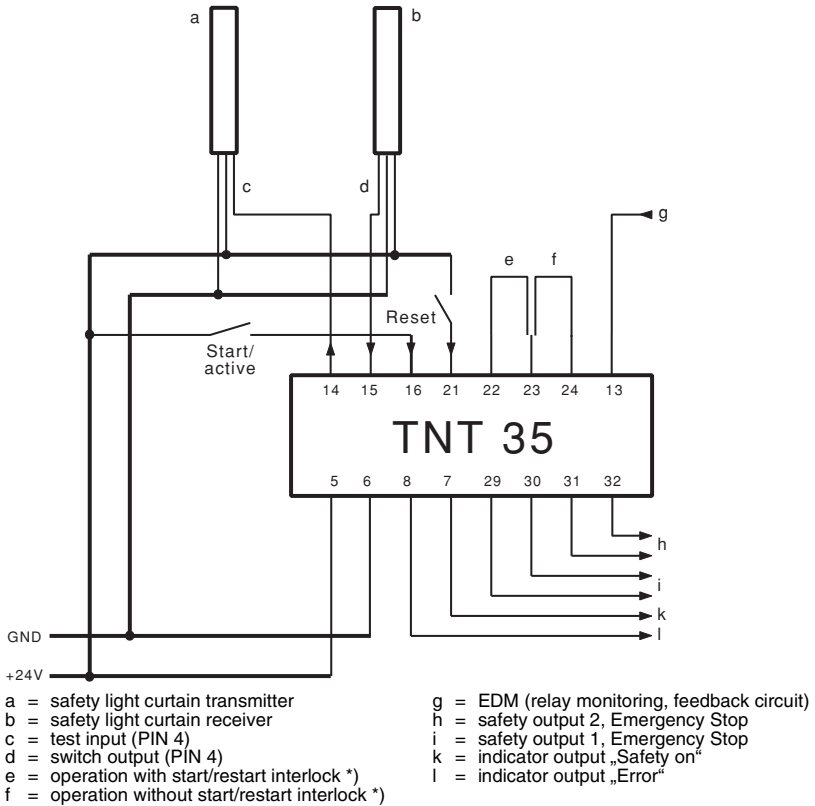 a
b
c
d
g
e
f
Reset
Start/
active
14 15 16 21 22 23 24 13
TNT 35
5 6 8 7 29 30 31 32
h
i
k
l
GND
+24V
a = safety light curtain transmitter
b = safety light curtain receiver
c = test input (PIN 4)
d = switch output (PIN 4)
e = operation with start/restart interlock *)
f = operation without start/restart interlock *)
g = EDM (relay monitoring, feedback circuit)
h = safety output 2, Emergency Stop
i = safety output 1, Emergency Stop
k = indicator output „Safety on“
l = indicator output „Error“